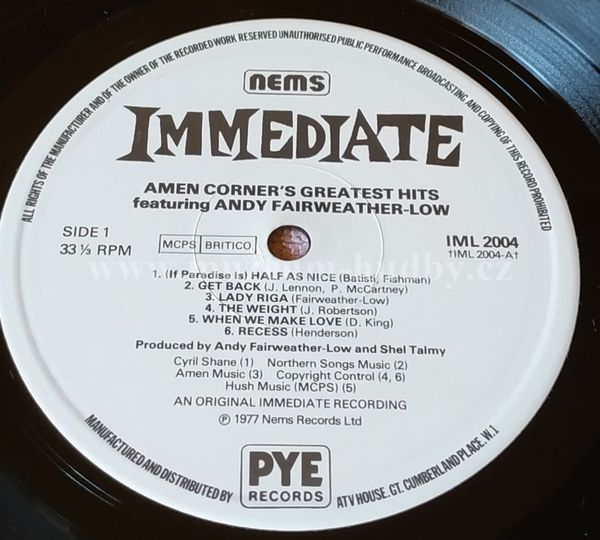 ALL RIGHTS OF THE MANUFACTURER AND OF THE OWNER OF THE RECORDED WORK RESERVED UNAUTHORISED PUBLIC PERFORMANCE BROADCASTING AND COPYING OF THIS RECORD PROHIBITED
nems
IMMEDIATE
AMEN CORNER'S GREATEST HITS
featuring ANDY FAIRWEATHER-LOW
SIDE 1
33 ⅓ RPM
MCPS BRITICO
IML 2004
†IML 2004-A†
1. (If Paradise Is) HALF AS NICE (Batisti, Fishman)
2. GET BACK (J. Lennon, P. McCartney)
3. LADY RIGA (Fairweather-Low)
4. THE WEIGHT (J. Robertson)
5. WHEN WE MAKE LOVE (D. King)
6. RECESS (Henderson)
Produced by Andy Fairweather-Low and Shel Talmy
Cyril Shane (1) Northern Songs Music (2)
Amen Music (3) Copyright Control (4, 6)
Hush Music (MCPS) (5)
AN ORIGINAL IMMEDIATE RECORDING
℗ 1977 Nems Records Ltd
MANUFACTURED AND DISTRIBUTED BY
PYE
RECORDS
ATV HOUSE. GT. CUMBERLAND PLACE. W.1